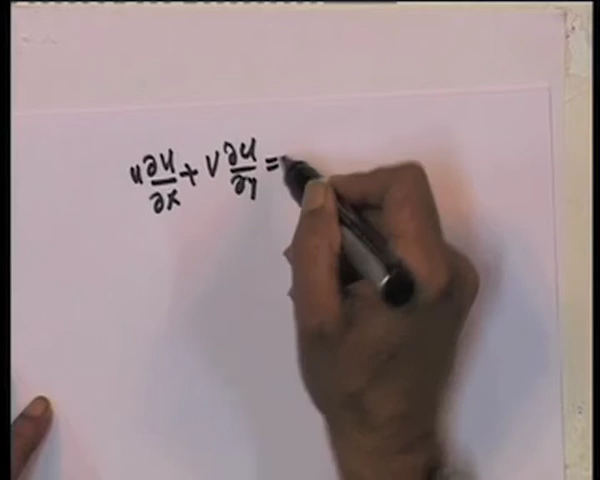 u ∂u/∂x + v ∂u/∂y =